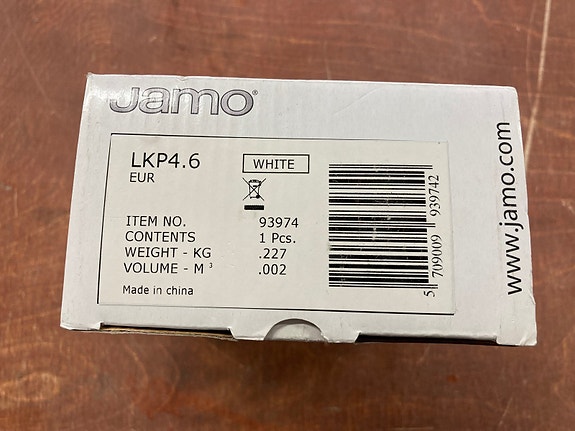 Jamo®
LKP4.6
EUR
WHITE
ITEM NO. 93974
CONTENTS 1 Pcs.
WEIGHT - KG .227
VOLUME - M³ .002
Made in china
5 709009 939742
www.jamo.com